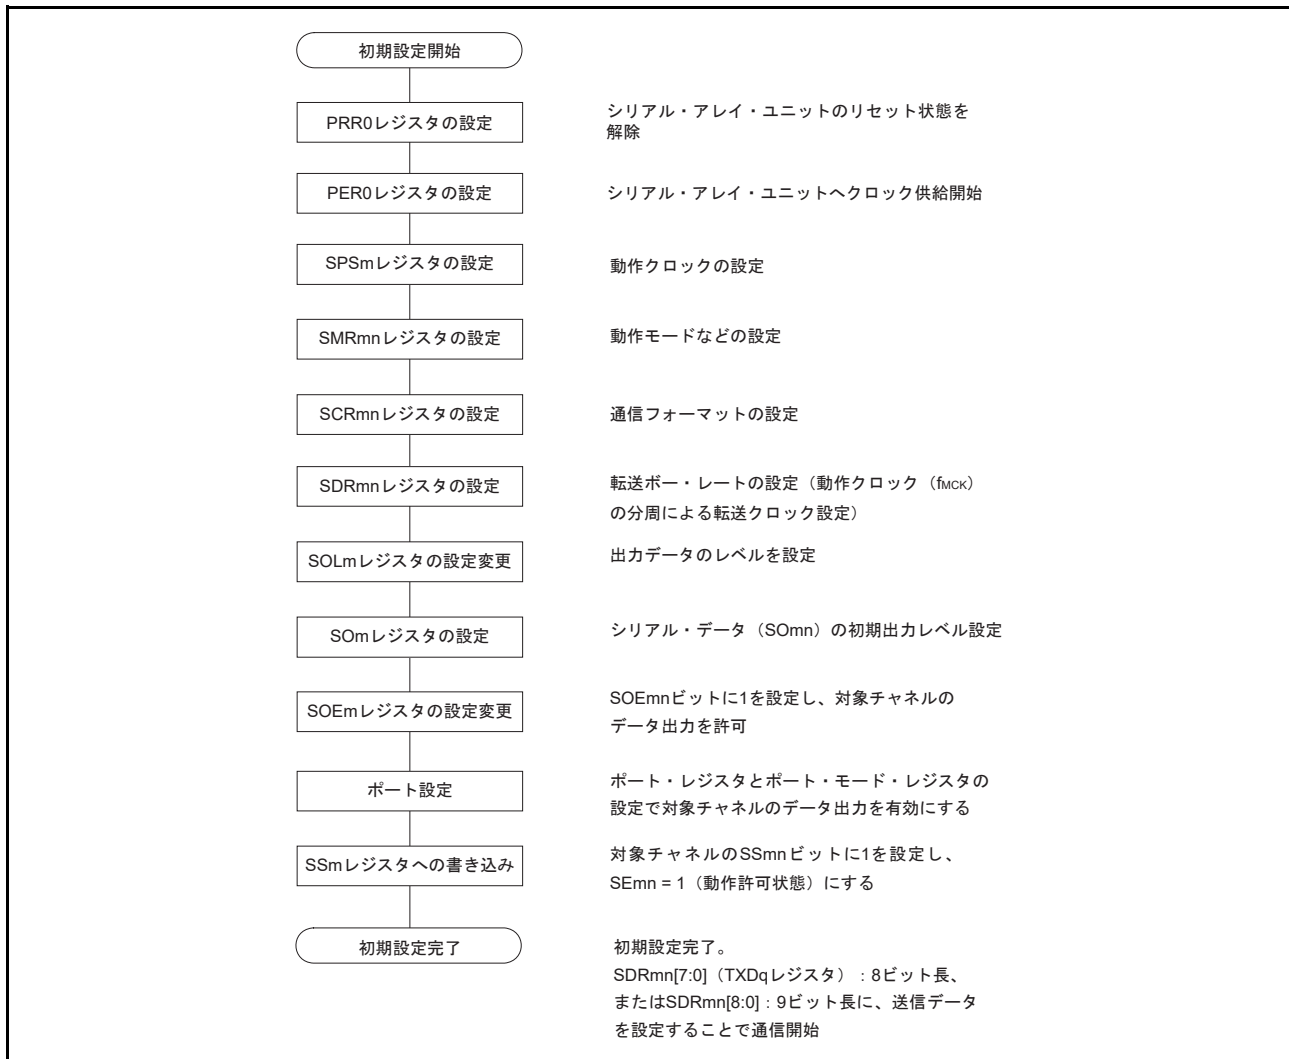 初期設定開始
PRR0レジスタの設定
シリアル・アレイ・ユニットのリセット状態を
解除
PER0レジスタの設定
シリアル・アレイ・ユニットへクロック供給開始
SPSmレジスタの設定
動作クロックの設定
SMRmnレジスタの設定
動作モードなどの設定
SCRmnレジスタの設定
通信フォーマットの設定
SDRmnレジスタの設定
転送ボー・レートの設定（動作クロック（fMCK）
の分周による転送クロック設定）
SOLmレジスタの設定変更
出力データのレベルを設定
SOmレジスタの設定
シリアル・データ（SOmn）の初期出力レベル設定
SOEmレジスタの設定変更
SOEmnビットに1を設定し、対象チャネルの
データ出力を許可
ポート設定
ポート・レジスタとポート・モード・レジスタの
設定で対象チャネルのデータ出力を有効にする
SSmレジスタへの書き込み
対象チャネルのSSmnビットに1を設定し、
SEmn = 1（動作許可状態）にする
初期設定完了
初期設定完了。
SDRmn[7:0]（TXDqレジスタ）：8ビット長、
またはSDRmn[8:0]：9ビット長に、送信データ
を設定することで通信開始